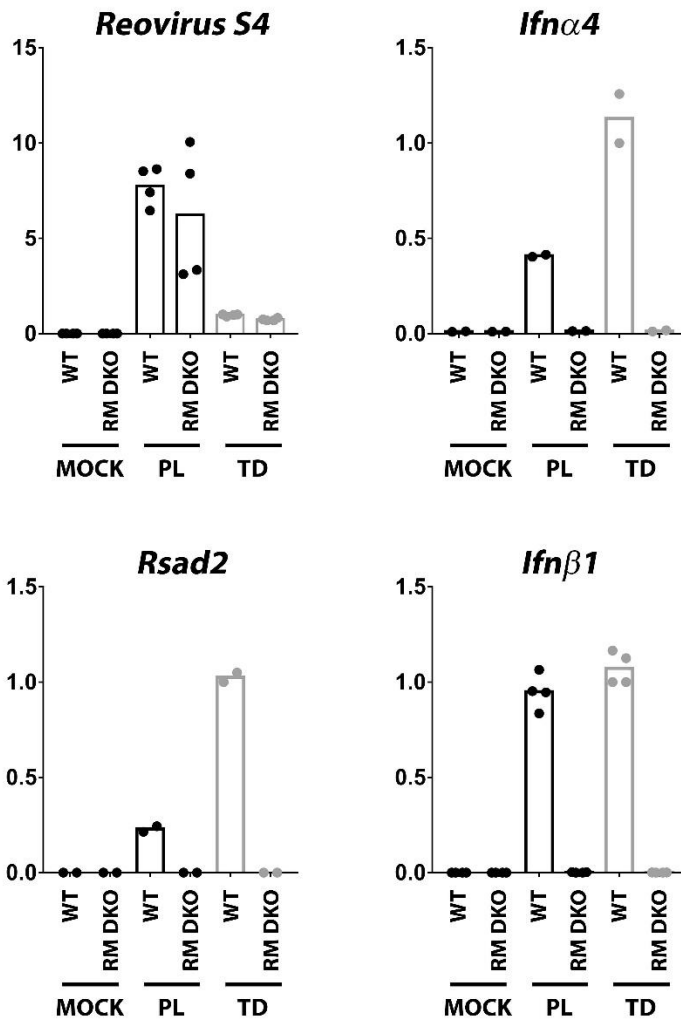 Reovirus S4
15
10
5
0
WT
RM DKO
WT
RM DKO
WT
RM DKO
MOCK PL TD
Ifnα4
1.5
1.0
0.5
0.0
WT
RM DKO
WT
RM DKO
WT
RM DKO
MOCK PL TD
Rsad2
1.5
1.0
0.5
0.0
WT
RM DKO
WT
RM DKO
WT
RM DKO
MOCK PL TD
Ifnβ1
1.5
1.0
0.5
0.0
WT
RM DKO
WT
RM DKO
WT
RM DKO
MOCK PL TD